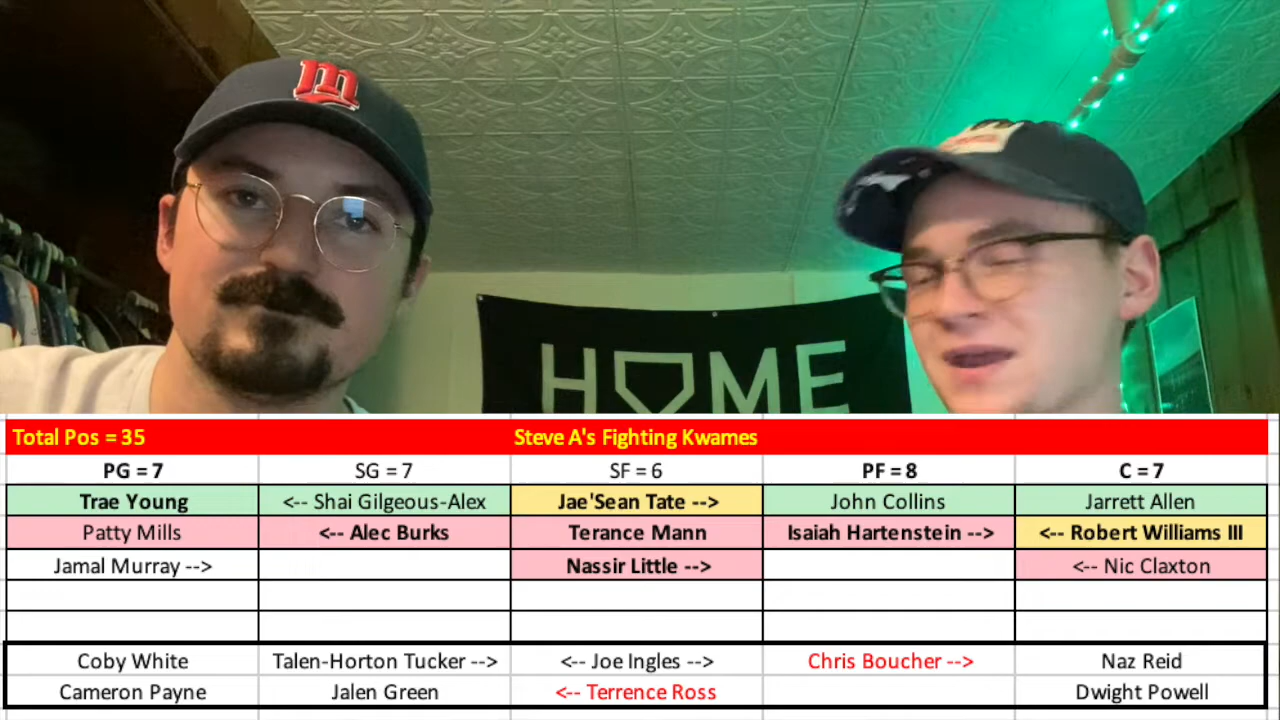 m
HOME
Total Pos = 35 Steve A's Fighting Kwames
PG = 7 SG = 7 SF = 6 PF = 8 C = 7
Trae Young <-- Shai Gilgeous-Alex Jae'Sean Tate --> John Collins Jarrett Allen
Patty Mills <-- Alec Burks Terance Mann Isaiah Hartenstein --> <-- Robert Williams III
Jamal Murray --> Nassir Little --> <-- Nic Claxton
Coby White Talen-Horton Tucker --> <-- Joe Ingles --> Chris Boucher --> Naz Reid
Cameron Payne Jalen Green <-- Terrence Ross Dwight Powell